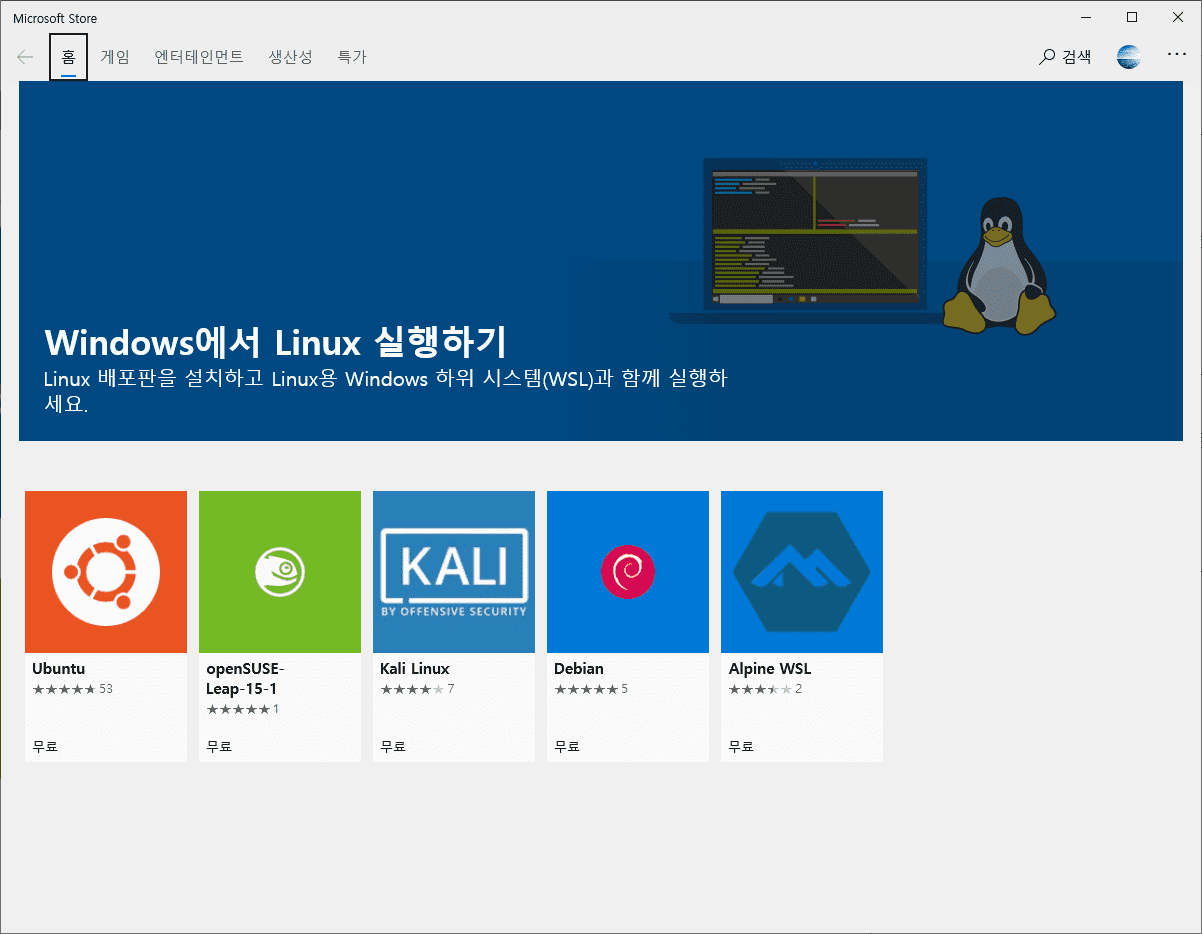 Microsoft Store
홈 게임 엔터테인먼트 생산성 특가 검색
Windows에서 Linux 실행하기
Linux 배포판을 설치하고 Linux용 Windows 하위 시스템(WSL)과 함께 실행하
세요.
KALI
BY OFFENSIVE SECURITY
Ubuntu
53
무료
openSUSE-
Leap-15-1
1
무료
Kali Linux
7
무료
Debian
5
무료
Alpine WSL
2
무료